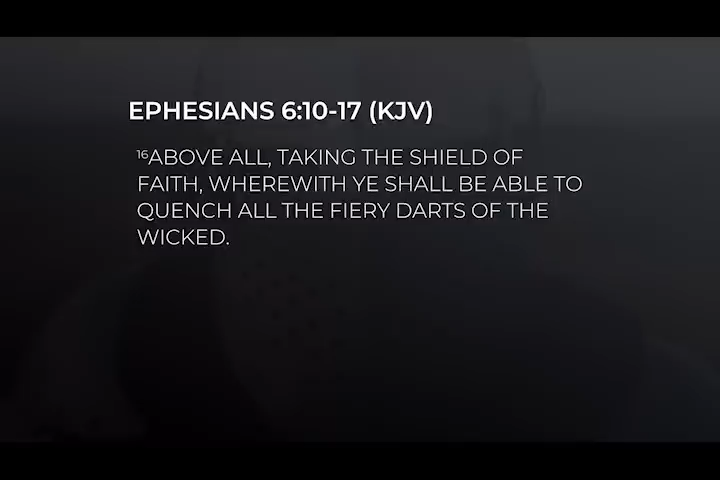 EPHESIANS 6:10-17 (KJV)
¹⁶ABOVE ALL, TAKING THE SHIELD OF
FAITH, WHEREWITH YE SHALL BE ABLE TO
QUENCH ALL THE FIERY DARTS OF THE
WICKED.